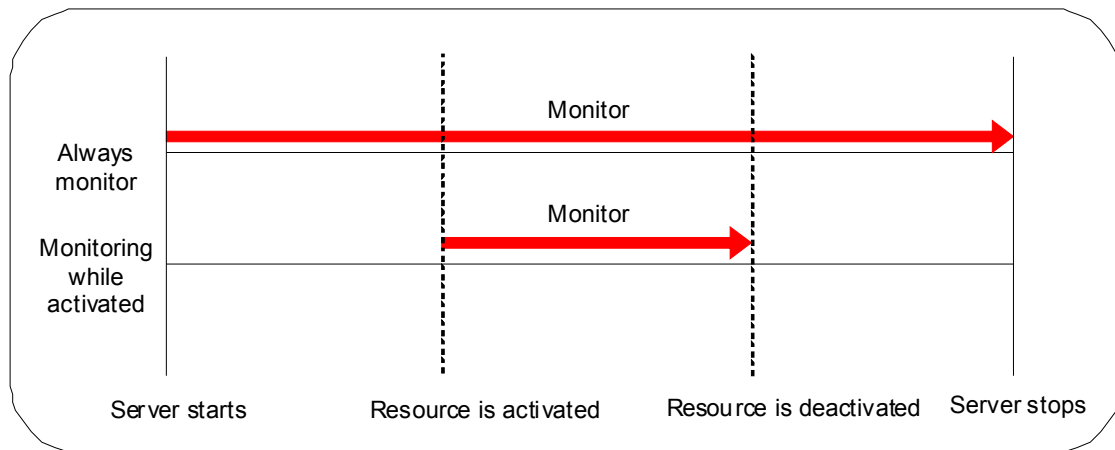 Monitor
Always
monitor
Monitor
Monitoring
while
activated
Server starts
Resource is activated
Resource is deactivated
Server stops